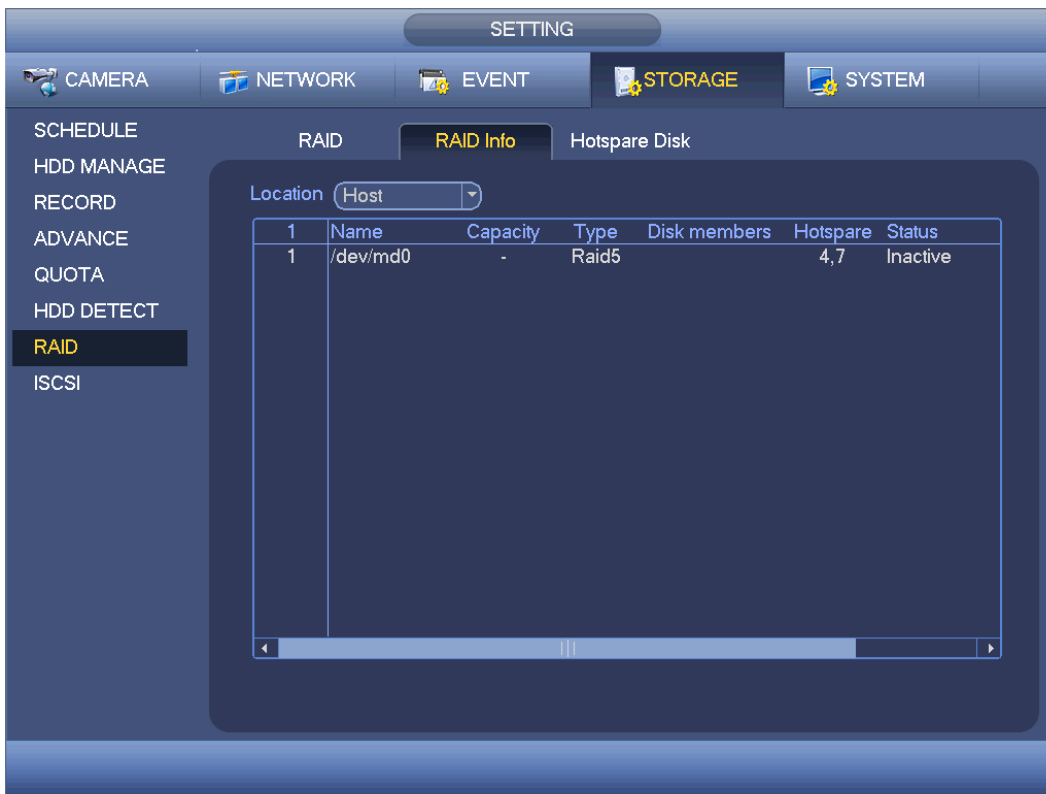 SETTING
CAMERA NETWORK EVENT STORAGE SYSTEM
SCHEDULE
HDD MANAGE
RECORD
ADVANCE
QUOTA
HDD DETECT
RAID
ISCSI
RAID RAID Info Hotspare Disk
Location Host
1 Name Capacity Type Disk members Hotspare Status
1 /dev/md0 - Raid5 4,7 Inactive